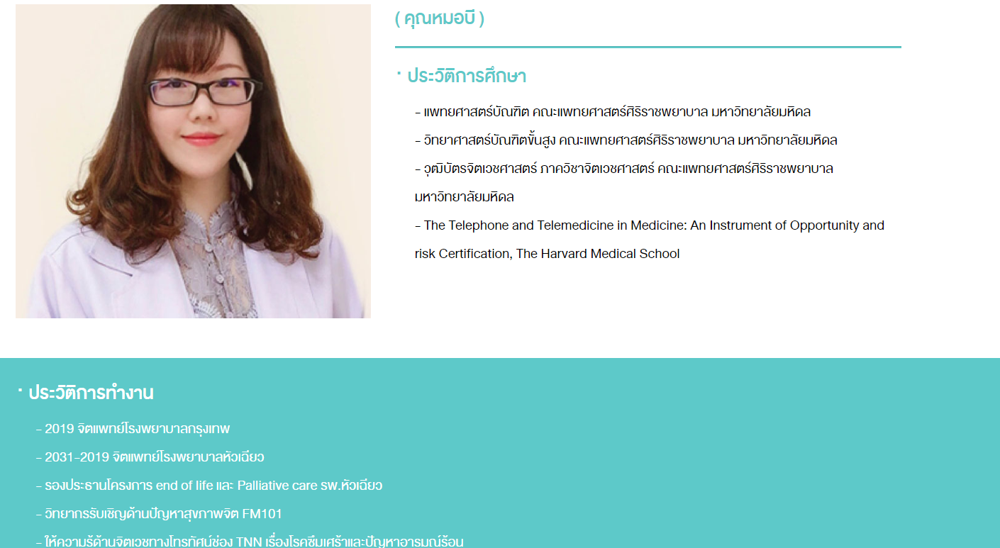 ( คุณหมอบี )
· ประวัติการศึกษา
- แพทยศาสตร์บัณฑิต คณะแพทยศาสตร์ศิริราชพยาบาล มหาวิทยาลัยมหิดล
- วิทยาศาสตร์บัณฑิตขั้นสูง คณะแพทยศาสตร์ศิริราชพยาบาล มหาวิทยาลัยมหิดล
- วุฒิบัตรจิตเวชศาสตร์ ภาควิชาจิตเวชศาสตร์ คณะแพทยศาสตร์ศิริราชพยาบาล
มหาวิทยาลัยมหิดล
- The Telephone and Telemedicine in Medicine: An Instrument of Opportunity and
risk Certification, The Harvard Medical School
· ประวัติการทำงาน
- 2019 จิตแพทย์โรงพยาบาลกรุงเทพ
- 2031-2019 จิตแพทย์โรงพยาบาลหัวเฉียว
- รองประธานโครงการ end of life และ Palliative care รพ.หัวเฉียว
- วิทยากรรับเชิญด้านปัญหาสุขภาพจิต FM101
- ให้ความรู้ด้านจิตเวชทางโทรทัศน์ช่อง TNN เรื่องโรคซึมเศร้าและปัญหาอารมณ์ร้อน